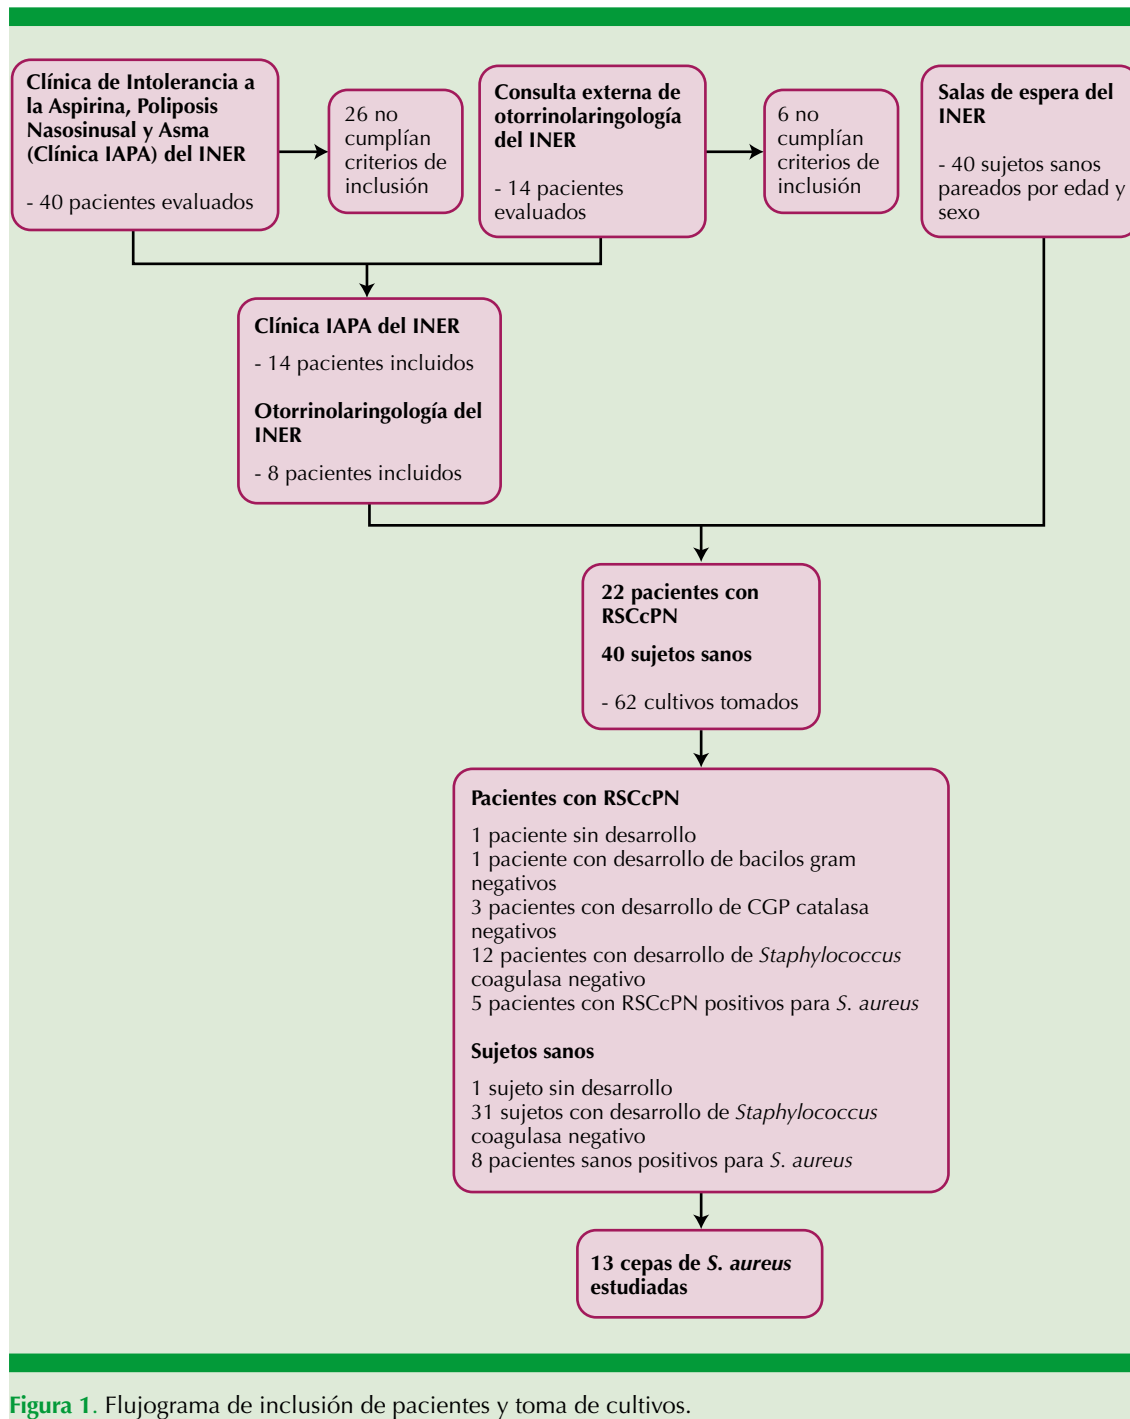 Clínica de Intolerancia a
la Aspirina, Poliposis
Nasosinusal y Asma
(Clínica IAPA) del INER
- 40 pacientes evaluados
26 no
cumplían
criterios de
inclusión
Consulta externa de
otorrinolaringología
del INER
- 14 pacientes
evaluados
6 no
cumplían
criterios de
inclusión
Salas de espera del
INER
- 40 sujetos sanos
pareados por edad y
sexo
Clínica IAPA del INER
- 14 pacientes incluidos
Otorrinolaringología del
INER
- 8 pacientes incluidos
22 pacientes con
RSCcPN
40 sujetos sanos
- 62 cultivos tomados
Pacientes con RSCcPN
1 paciente sin desarrollo
1 paciente con desarrollo de bacilos gram
negativos
3 pacientes con desarrollo de CGP catalasa
negativos
12 pacientes con desarrollo de Staphylococcus
coagulasa negativo
5 pacientes con RSCcPN positivos para S. aureus
Sujetos sanos
1 sujeto sin desarrollo
31 sujetos con desarrollo de Staphylococcus
coagulasa negativo
8 pacientes sanos positivos para S. aureus
13 cepas de S. aureus
estudiadas
Figura 1. Flujograma de inclusión de pacientes y toma de cultivos.